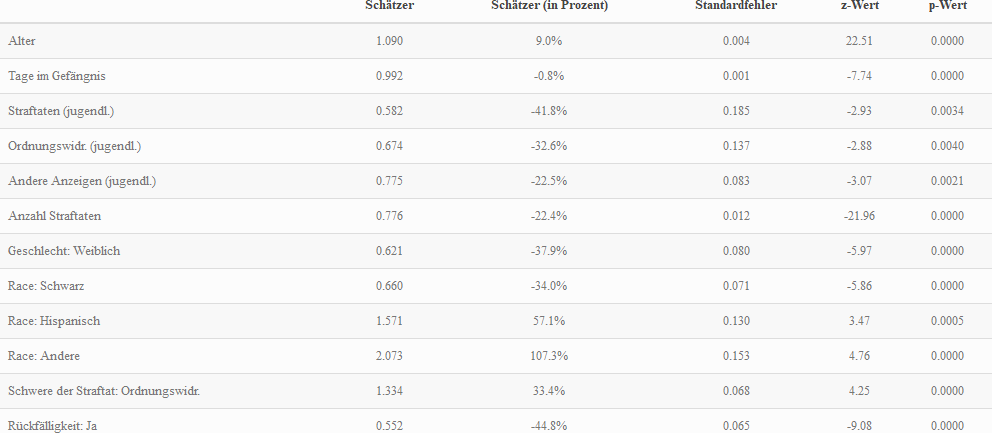 Schätzer Schätzer (in Prozent) Standardfehler z-Wert p-Wert
Alter 1.090 9.0% 0.004 22.51 0.0000
Tage im Gefängnis 0.992 -0.8% 0.001 -7.74 0.0000
Straftaten (jugendl.) 0.582 -41.8% 0.185 -2.93 0.0034
Ordnungswidr. (jugendl.) 0.674 -32.6% 0.137 -2.88 0.0040
Andere Anzeigen (jugendl.) 0.775 -22.5% 0.083 -3.07 0.0021
Anzahl Straftaten 0.776 -22.4% 0.012 -21.96 0.0000
Geschlecht: Weiblich 0.621 -37.9% 0.080 -5.97 0.0000
Race: Schwarz 0.660 -34.0% 0.071 -5.86 0.0000
Race: Hispanisch 1.571 57.1% 0.130 3.47 0.0005
Race: Andere 2.073 107.3% 0.153 4.76 0.0000
Schwere der Straftat: Ordnungswidr. 1.334 33.4% 0.068 4.25 0.0000
Rückfälligkeit: Ja 0.552 -44.8% 0.065 -9.08 0.0000